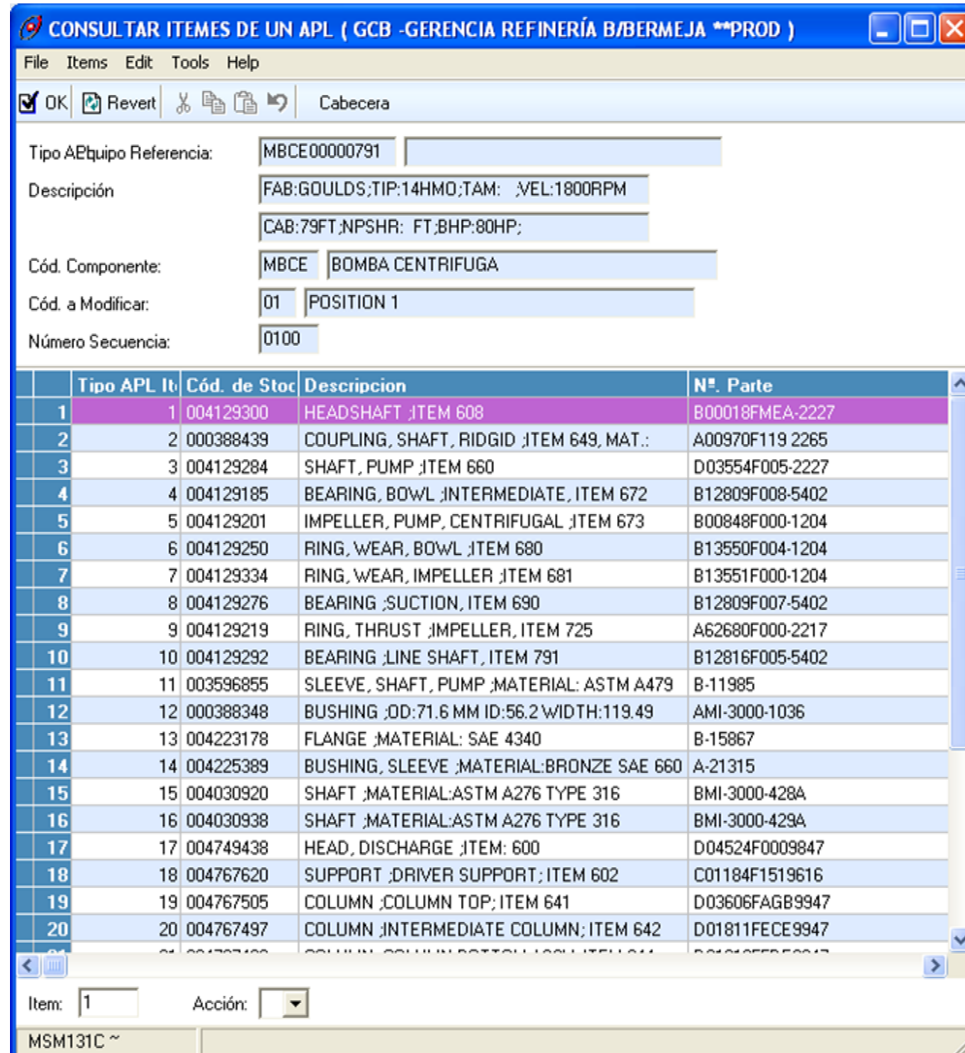 CONSULTAR ITEMES DE UN APL ( GCB -GERENCIA REFINERÍA B/BERMEJA **PROD )
File Items Edit Tools Help
OK Revert Cabecera
Tipo APL Equipo Referencia: MBCE00000791
Descripción FAB:GOULDS;TIP:14HMO;TAM: ;VEL:1800RPM
CAB:79FT;NPSHR: FT;BHP:80HP;
Cód. Componente: MBCE BOMBA CENTRIFUGA
Cód. a Modificar: 01 POSITION 1
Número Secuencia: 0100
Tipo APL It Cód. de Stoc Descripcion Nº. Parte
1 1 004129300 HEADSHAFT ;ITEM 608 B00018FMEA-2227
2 2 000388439 COUPLING, SHAFT, RIDGID ;ITEM 649, MAT.: A00970F119 2265
3 3 004129284 SHAFT, PUMP ;ITEM 660 D03554F005-2227
4 4 004129185 BEARING, BOWL ;INTERMEDIATE, ITEM 672 B12809F008-5402
5 5 004129201 IMPELLER, PUMP, CENTRIFUGAL ;ITEM 673 B00848F000-1204
6 6 004129250 RING, WEAR, BOWL ;ITEM 680 B13550F004-1204
7 7 004129334 RING, WEAR, IMPELLER ;ITEM 681 B13551F000-1204
8 8 004129276 BEARING ;SUCTION, ITEM 690 B12809F007-5402
9 9 004129219 RING, THRUST ;IMPELLER, ITEM 725 A62680F000-2217
10 10 004129292 BEARING ;LINE SHAFT, ITEM 791 B12816F005-5402
11 11 003596855 SLEEVE, SHAFT, PUMP ;MATERIAL: ASTM A479 B-11985
12 12 000388348 BUSHING ;OD:71.6 MM ID:56.2 WIDTH:119.49 AMI-3000-1036
13 13 004223178 FLANGE ;MATERIAL: SAE 4340 B-15867
14 14 004225389 BUSHING, SLEEVE ;MATERIAL:BRONZE SAE 660 A-21315
15 15 004030920 SHAFT ;MATERIAL:ASTM A276 TYPE 316 BMI-3000-428A
16 16 004030938 SHAFT ;MATERIAL:ASTM A276 TYPE 316 BMI-3000-429A
17 17 004749438 HEAD, DISCHARGE ;ITEM: 600 D04524F0009847
18 18 004767620 SUPPORT ;DRIVER SUPPORT; ITEM 602 C01184F1519616
19 19 004767505 COLUMN ;COLUMN TOP; ITEM 641 D03606FAGB9947
20 20 004767497 COLUMN ;INTERMEDIATE COLUMN; ITEM 642 D01811FECE9947
Item: 1 Acción:
MSM131C ~